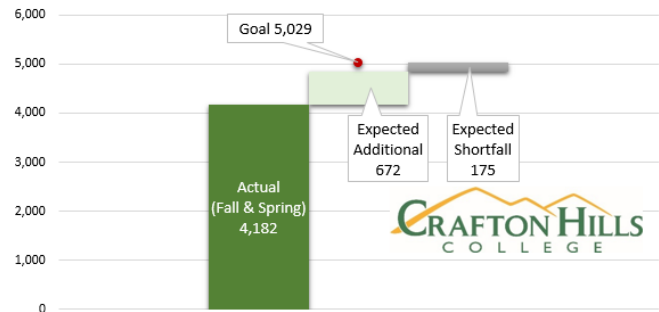 6,000
Goal 5,029
5,000
4,000
Expected
Additional
672
Expected
Shortfall
175
3,000
Actual
(Fall & Spring)
4,182
2,000
CRAFTON HILLS
COLLEGE
1,000
0